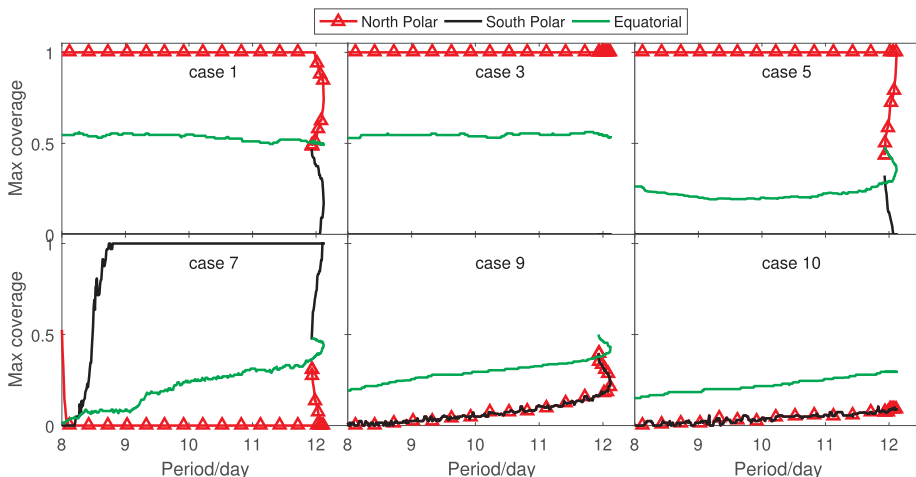 North Polar South Polar Equatorial
1
case 1 case 3 case 5
Max coverage
0.5
0
1
case 7 case 9 case 10
Max coverage
0.5
0
8 9 10 11 12 8 9 10 11 12 8 9 10 11 12
Period/day Period/day Period/day